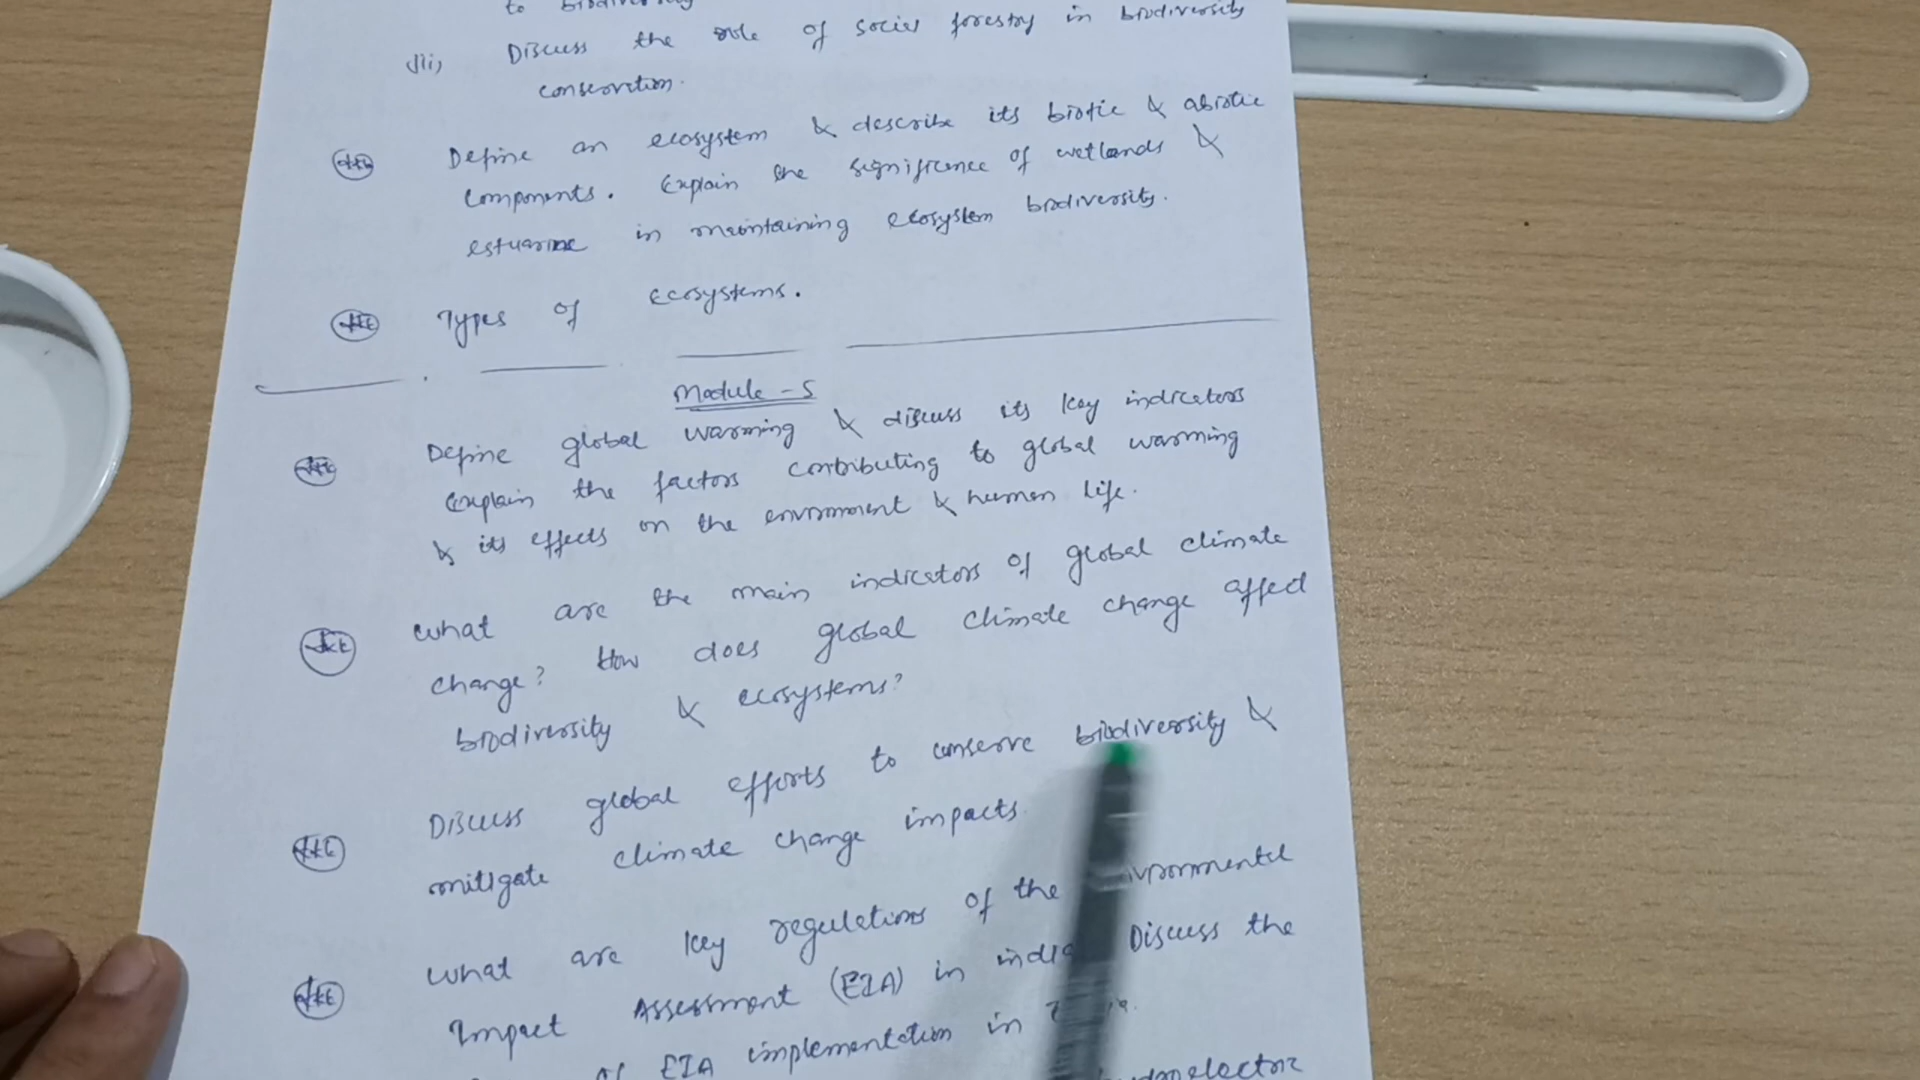 to biodiversity
iii, Discuss the role of social forestry in biodiversity
conservation.
Define an ecosystem & describe its biotic & abiotic
components. Explain the significance of wetlands &
estuarine in maintaining ecosystem biodiversity.
Types of ecosystems.
Module - 5
Define global warming & discuss its key indicators
Explain the factors contributing to global warming
& its effects on the environment & human life.
What are the main indicators of global climate
change? How does global climate change affect
biodiversity & ecosystems?
Discuss global efforts to conserve biodiversity &
mitigate climate change impacts.
What are key regulations of the
Impact Assessment (EIA) in india Discuss the
of EIA implementation in